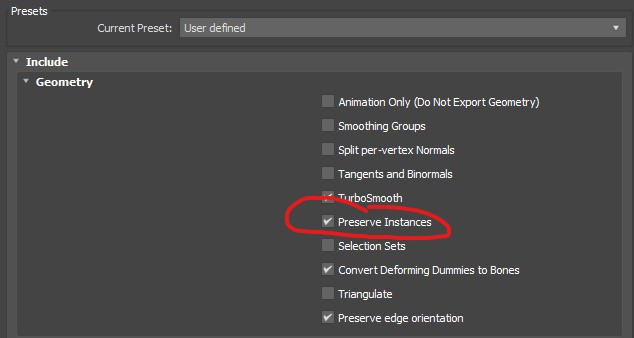 Presets
Current Preset: User defined
Include
Geometry
Animation Only (Do Not Export Geometry)
Smoothing Groups
Split per-vertex Normals
Tangents and Binormals
TurboSmooth
Preserve Instances
Selection Sets
Convert Deforming Dummies to Bones
Triangulate
Preserve edge orientation